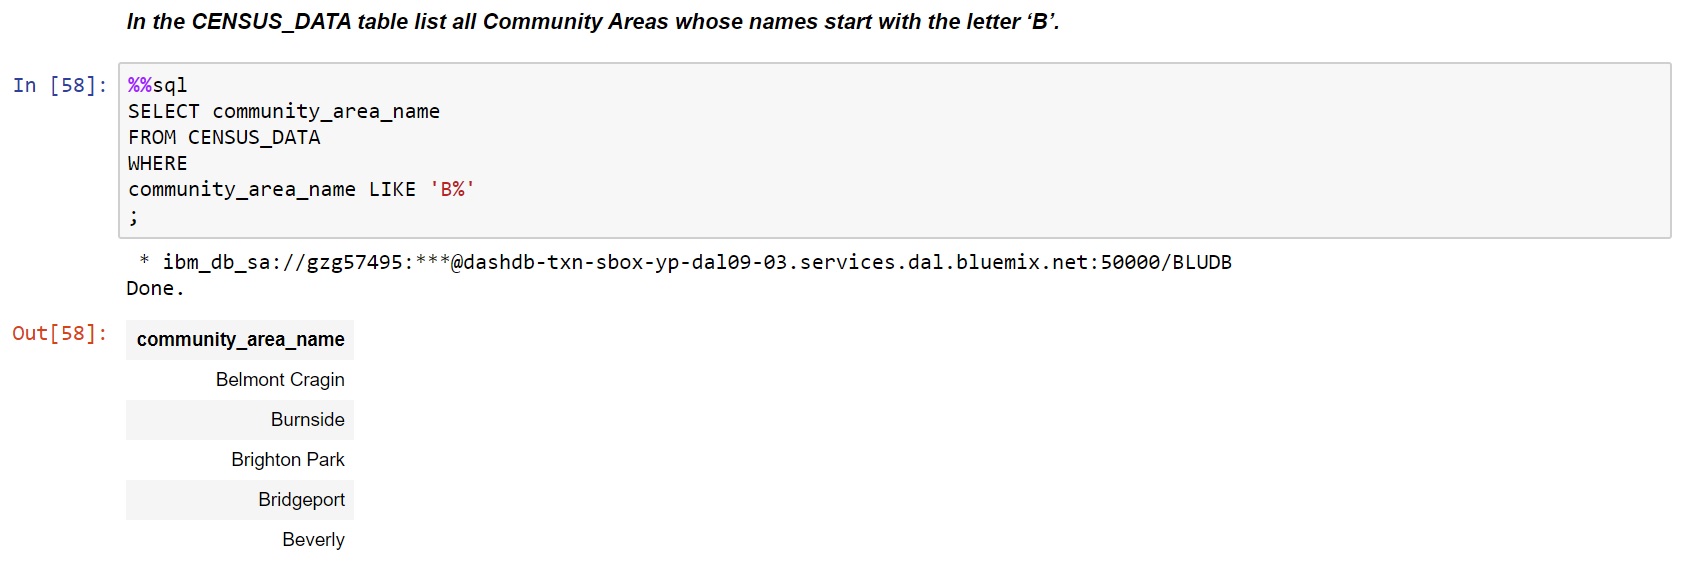 In the CENSUS_DATA table list all Community Areas whose names start with the letter ‘B’.
In [58]:
%%sql
SELECT community_area_name
FROM CENSUS_DATA
WHERE
community_area_name LIKE 'B%'
;
* ibm_db_sa://gzg57495:***@dashdb-txn-sbox-yp-dal09-03.services.dal.bluemix.net:50000/BLUDB
Done.
Out[58]:
community_area_name
Belmont Cragin
Burnside
Brighton Park
Bridgeport
Beverly